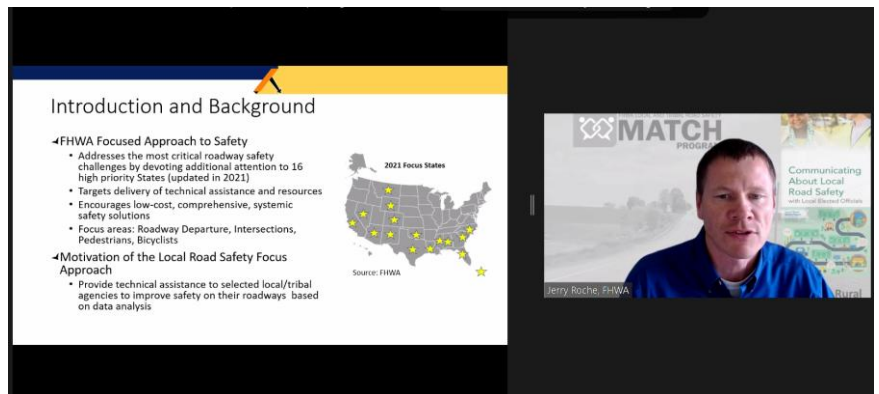 Introduction and Background
FHWA Focused Approach to Safety
• Addresses the most critical roadway safety
challenges by devoting additional attention to 16
high priority States (updated in 2021)
• Targets delivery of technical assistance and resources
• Encourages low-cost, comprehensive, systemic
safety solutions
• Focus areas: Roadway Departure, Intersections,
Pedestrians, Bicyclists
Motivation of the Local Road Safety Focus
Approach
• Provide technical assistance to selected local/tribal
agencies to improve safety on their roadways based
on data analysis
2021 Focus States
Source: FHWA
MATCH
PROGRA
Communicating
About Local
Road Safety
with Local Elected Officials
Rural
Jerry Roche, FHWA